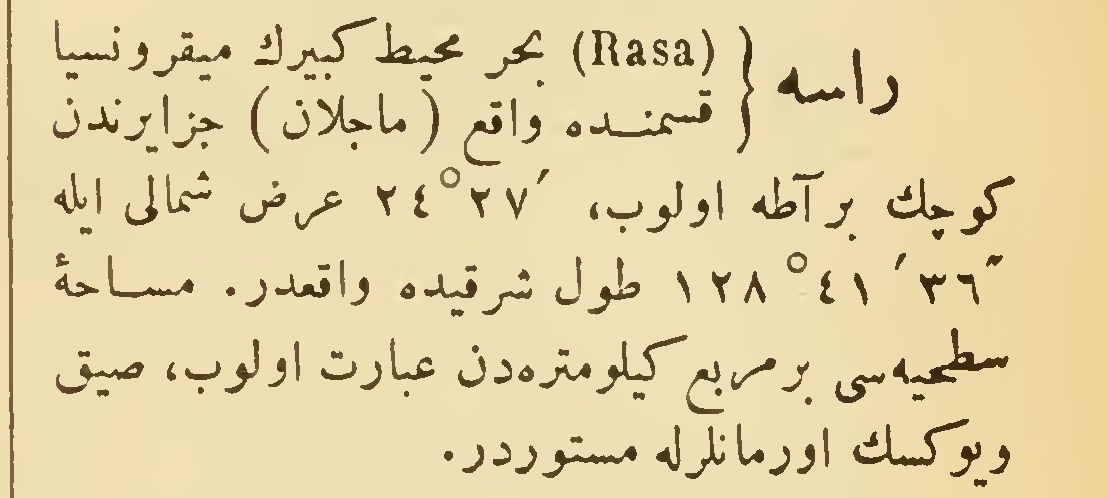 راسه { (Rasa) بحر محیط کبیرك میقرونسیا
قسمنده واقع ( ماجلان ) جزایرندن
کوچك برآطه اولوب، ′۲۷ °۲٤ عرض شمالی ایله
″۳٦ ′٤۱ °۱۲۸ طول شرقیده واقعدر. مساحهٔ
سطحیه‌سی برمربع کیلومتره‌دن عبارت اولوب، صیق
ویوکسك اورمانلرله مستوردر.